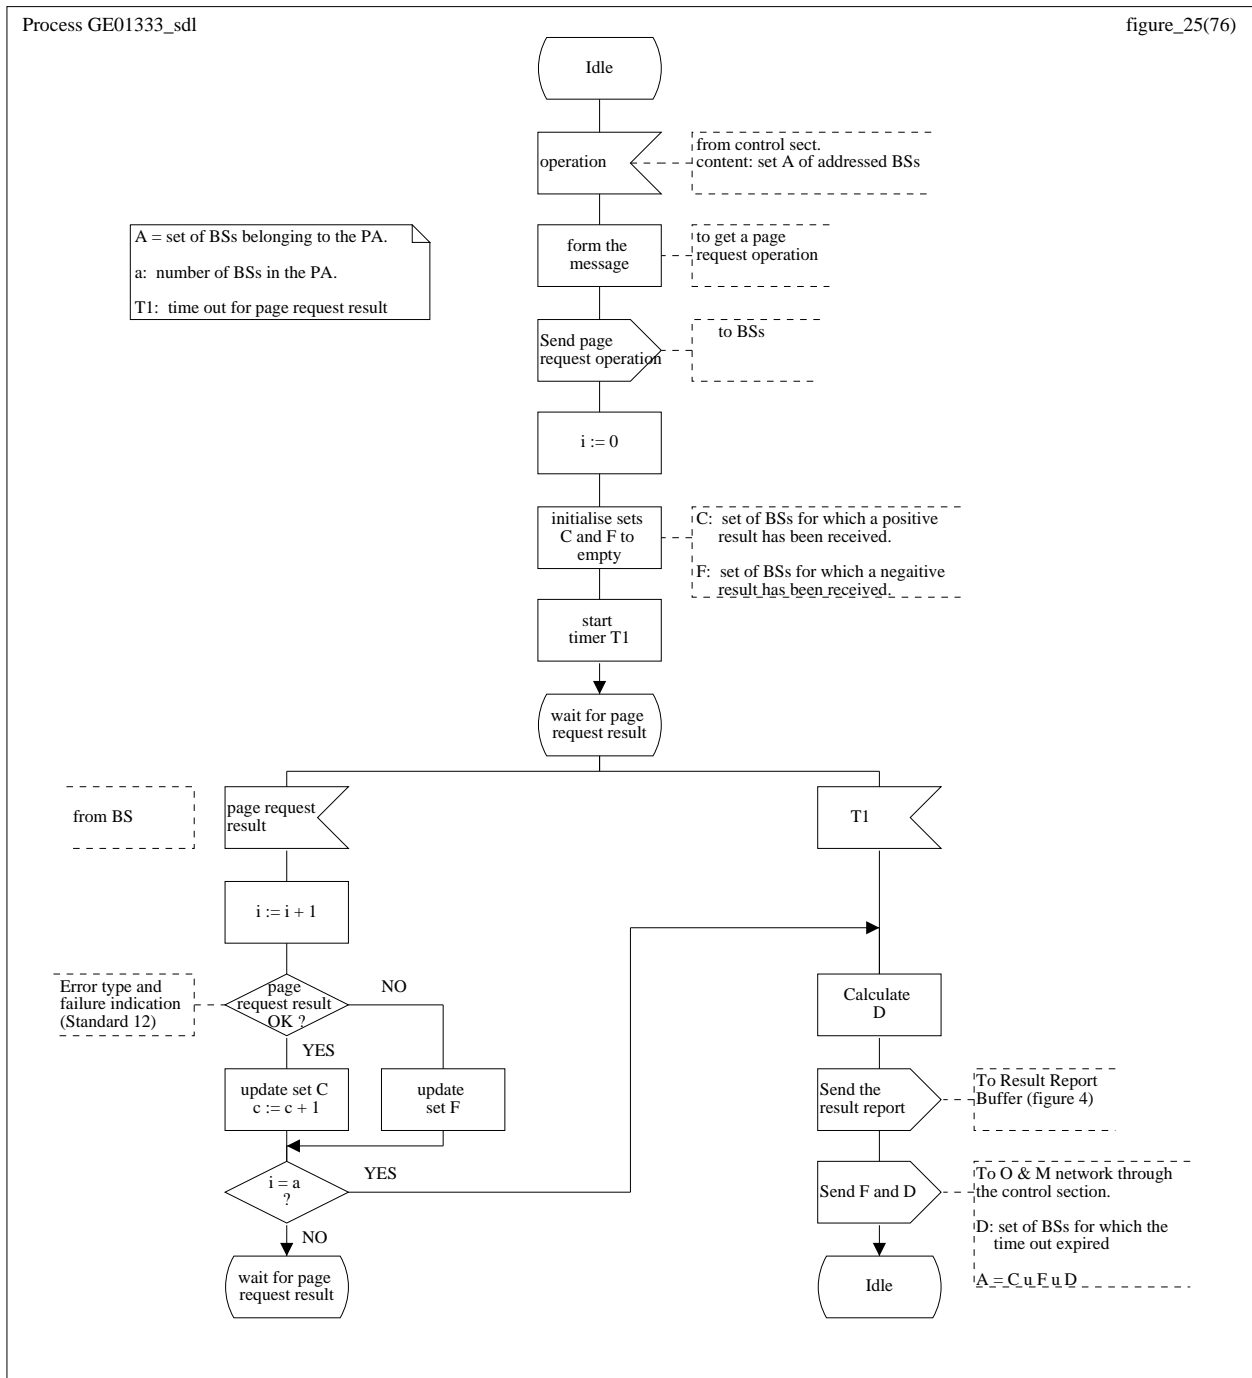 Process GE01333_sdl
figure_25(76)
Idle
operation
from control sect.
content: set A of addressed BSs
A = set of BSs belonging to the PA.
a: number of BSs in the PA.
T1: time out for page request result
form the
message
to get a page
request operation
Send page
request operation
to BSs
i := 0
initialise sets
C and F to
empty
C: set of BSs for which a positive
result has been received.
F: set of BSs for which a negaitive
result has been received.
start
timer T1
wait for page
request result
from BS
page request
result
T1
i := i + 1
Error type and
failure indication
(Standard 12)
page
request result
OK ?
NO
YES
Calculate
D
update set C
c := c + 1
update
set F
Send the
result report
To Result Report
Buffer (figure 4)
i = a
?
YES
NO
Send F and D
To O & M network through
the control section.
D: set of BSs for which the
time out expired
A = C u F u D
wait for page
request result
Idle